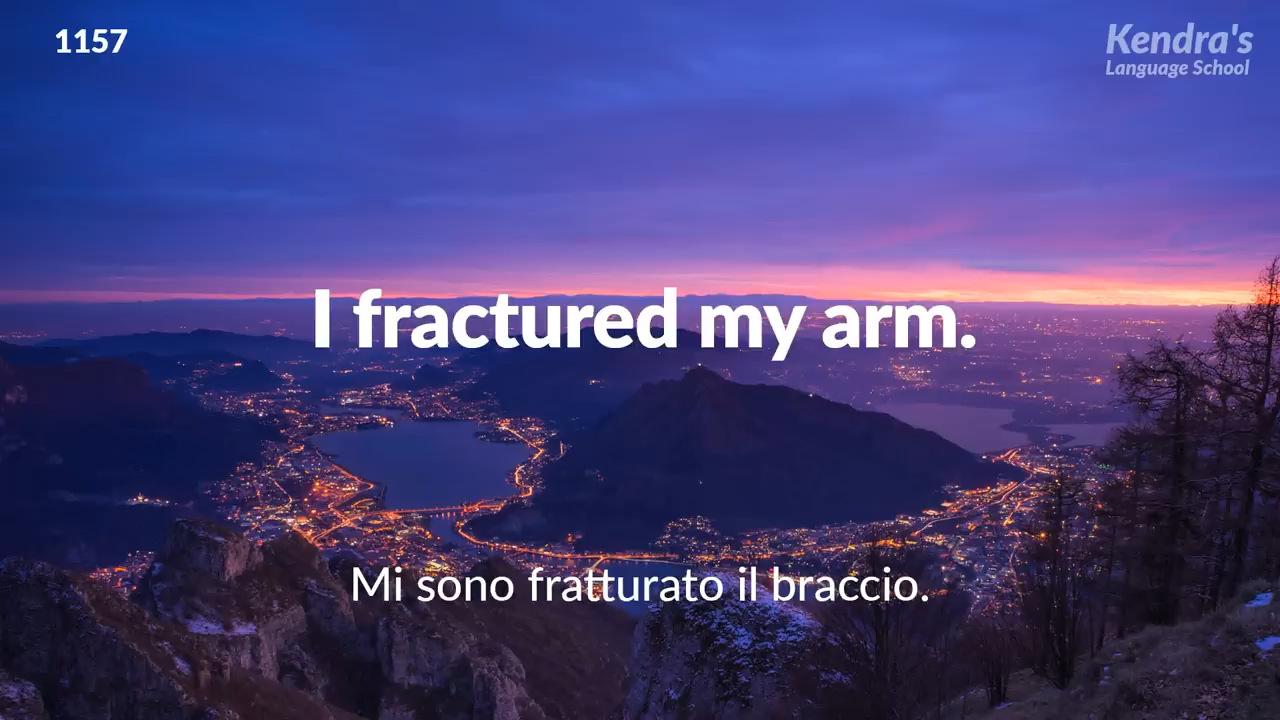 1157
Kendra's
Language School
I fractured my arm.
Mi sono fratturato il braccio.